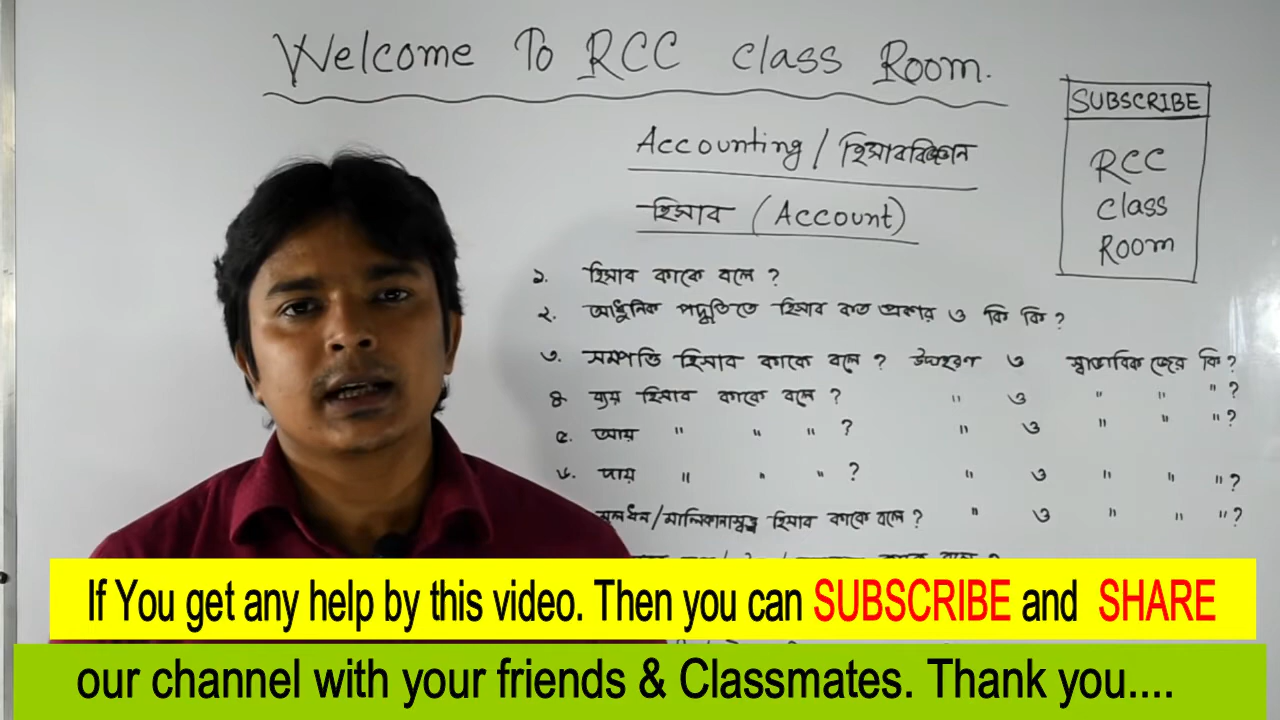 Welcome To RCC Class Room.
SUBSCRIBE
RCC
Class
Room
Accounting / হিসাববিজ্ঞান
হিসাব (Account)
১. হিসাব কাকে বলে ?
২. আধুনিক পদ্ধতিতে হিসাব কত প্রকার ও কি কি ?
৩. সম্পত্তি হিসাব কাকে বলে ? উদাহরণ ও স্বাভাবিক জের কি ?
৪ ব্যয় হিসাব কাকে বলে ? " ও " " " ?
৫. আয় " " " ? " ও " " " ?
৬. দায় " " " ? " ও " " " ?
মূলধন/মালিকানাস্বত্ব হিসাব কাকে বলে ? " ও " " " ?
If You get any help by this video. Then you can SUBSCRIBE and SHARE
our channel with your friends & Classmates. Thank you....